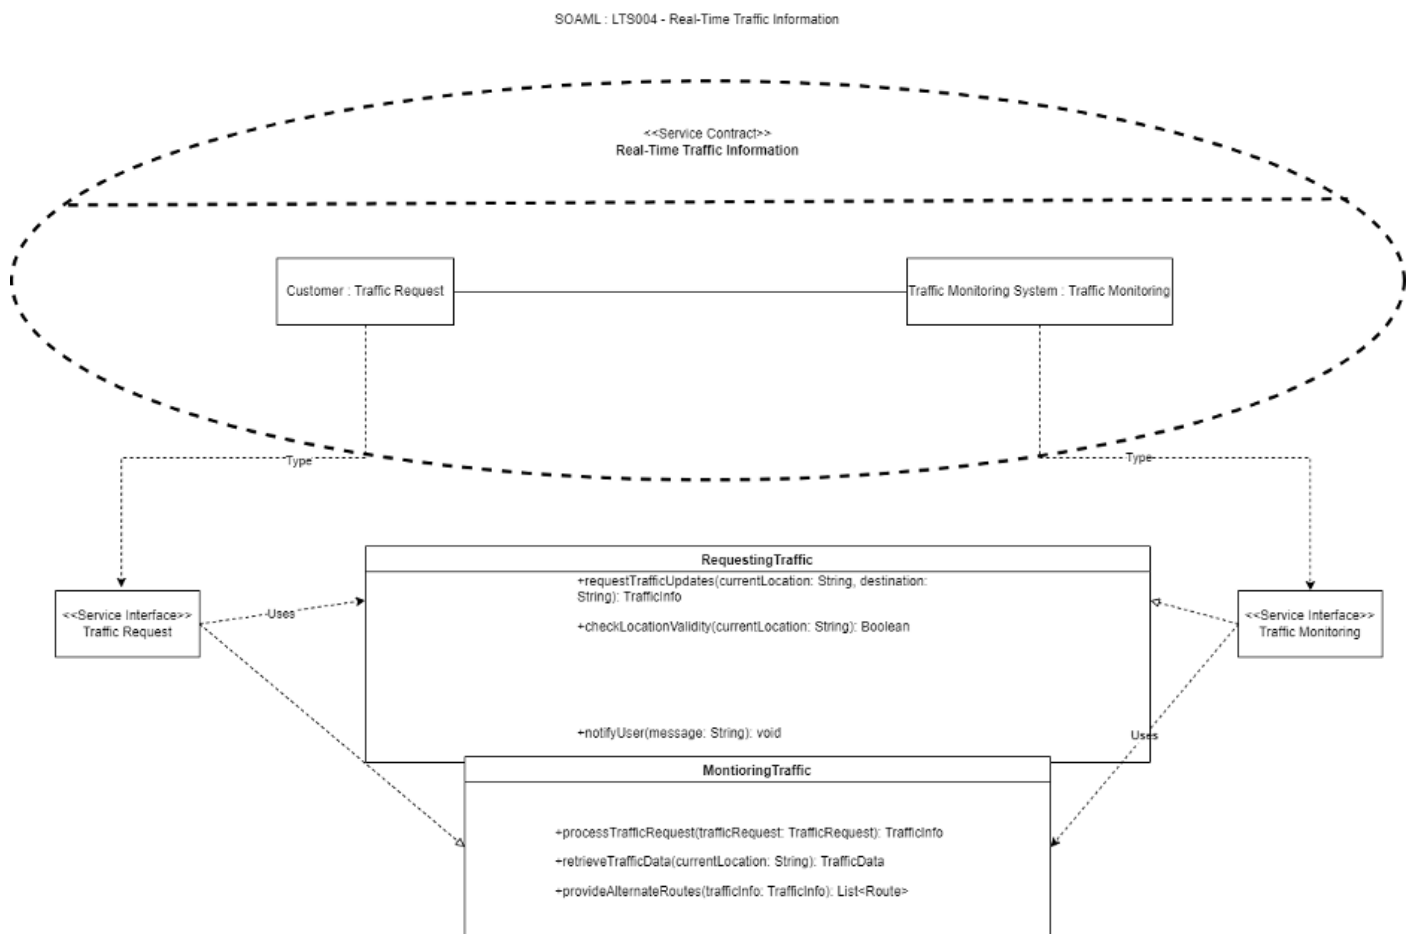 SOAML : LTS004 - Real-Time Traffic Information
<<Service Contract>>
Real-Time Traffic Information
Customer : Traffic Request
Traffic Monitoring System : Traffic Monitoring
Type
Type
RequestingTraffic
+requestTrafficUpdates(currentLocation: String, destination:
String): TrafficInfo
+checkLocationValidity(currentLocation: String): Boolean
+notifyUser(message: String): void
<<Service Interface>>
Traffic Request
Uses
<<Service Interface>>
Traffic Monitoring
Uses
MontioringTraffic
+processTrafficRequest(trafficRequest: TrafficRequest): TrafficInfo
+retrieveTrafficData(currentLocation: String): TrafficData
+provideAlternateRoutes(trafficInfo: TrafficInfo): List<Route>